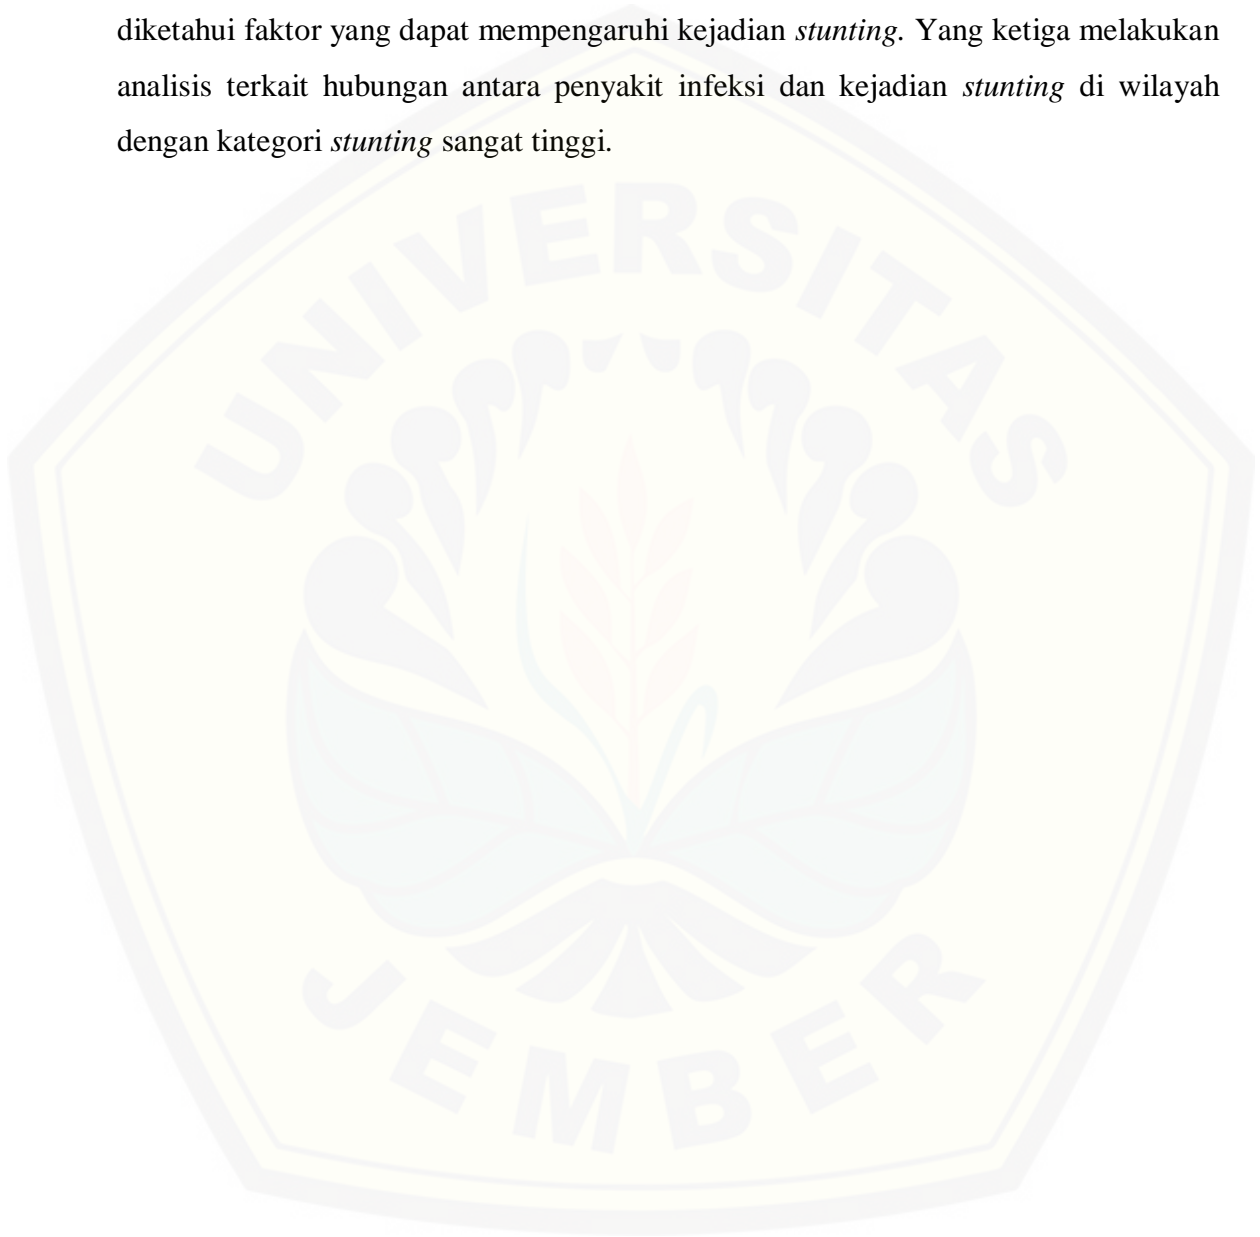 diketahui faktor yang dapat mempengaruhi kejadian stunting. Yang ketiga melakukan
analisis terkait hubungan antara penyakit infeksi dan kejadian stunting di wilayah
dengan kategori stunting sangat tinggi.
UNIVERSITAS
JEMBER